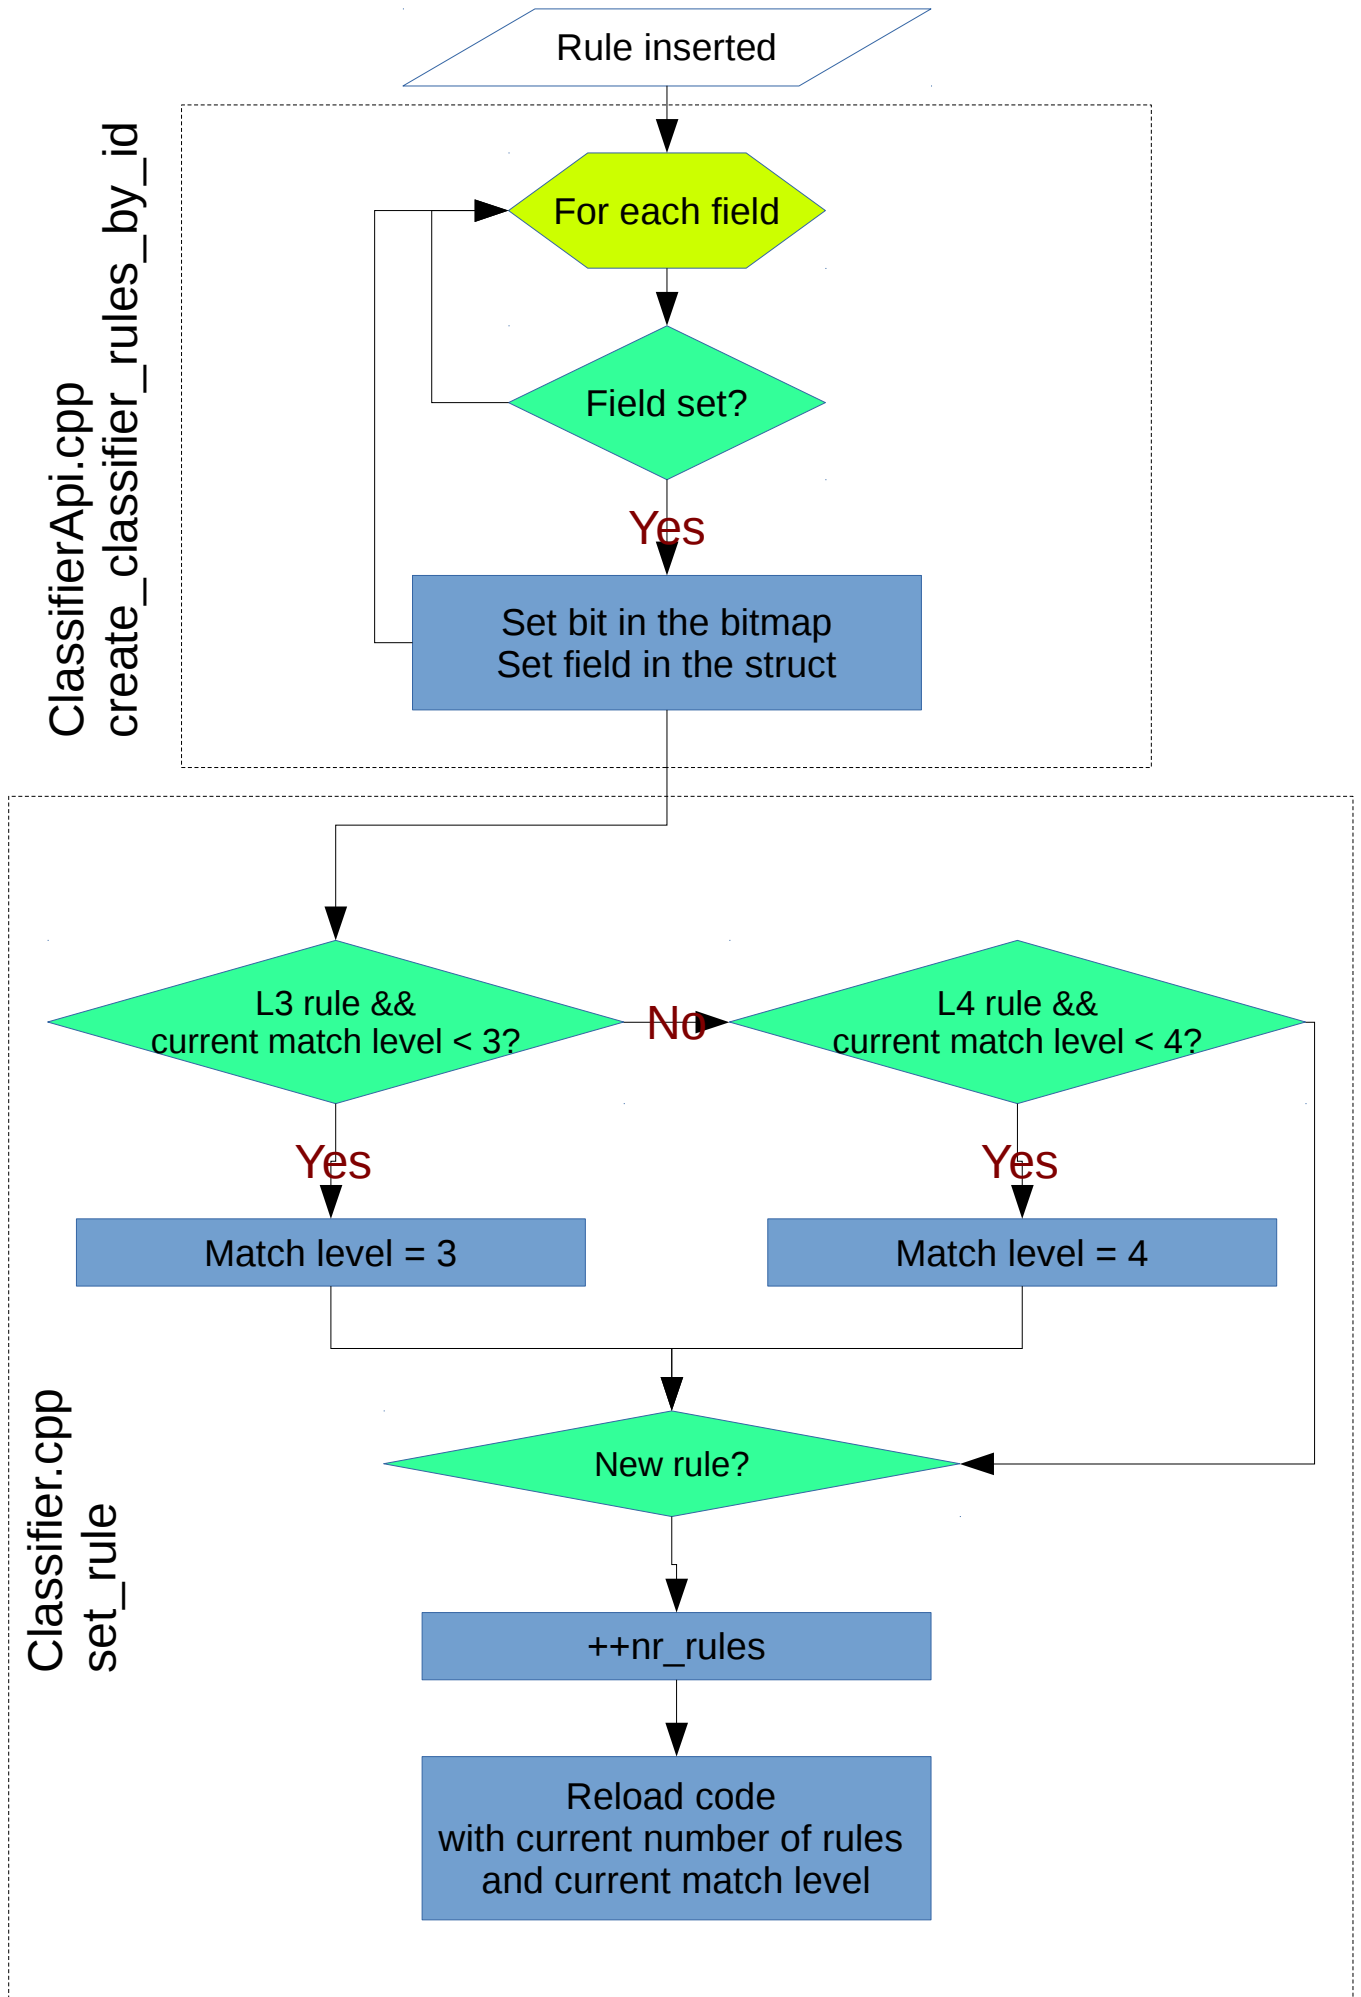 Rule inserted
ClassifierApi.cpp
create_classifier_rules_by_id
For each field
Field set?
Yes
Set bit in the bitmap
Set field in the struct
L3 rule &&
current match level < 3?
No
L4 rule &&
current match level < 4?
Yes
Yes
Match level = 3
Match level = 4
Classifier.cpp
set_rule
New rule?
++nr_rules
Reload code
with current number of rules
and current match level